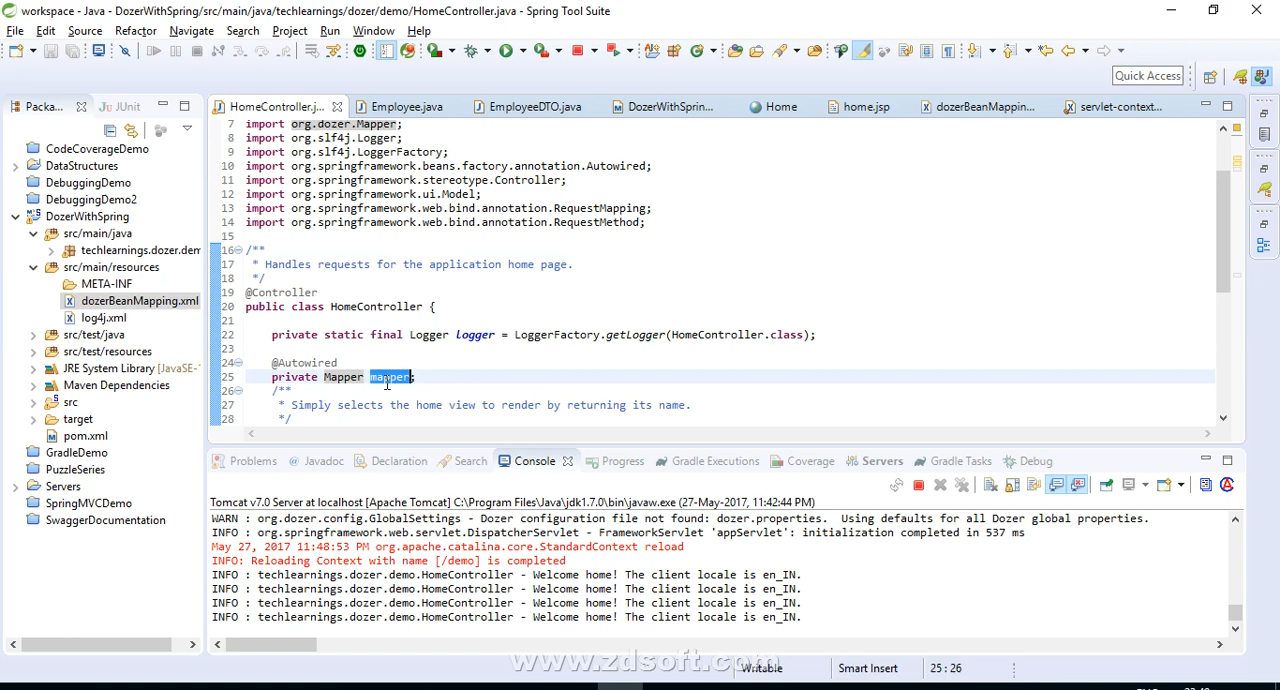 workspace - Java - DozerWithSpring/src/main/java/techlearnings/dozer/demo/HomeController.java - Spring Tool Suite
File Edit Source Refactor Navigate Search Project Run Window Help
Quick Access
Packa... JUnit
CodeCoverageDemo
DataStructures
DebuggingDemo
DebuggingDemo2
DozerWithSpring
src/main/java
techlearnings.dozer.dem
src/main/resources
META-INF
dozerBeanMapping.xml
log4j.xml
src/test/java
src/test/resources
JRE System Library [JavaSE-
Maven Dependencies
src
target
pom.xml
GradleDemo
PuzzleSeries
Servers
SpringMVCDemo
SwaggerDocumentation
HomeController.j... Employee.java EmployeeDTO.java DozerWithSprin... Home home.jsp dozerBeanMappin... servlet-context...
7 import org.dozer.Mapper;
8 import org.slf4j.Logger;
9 import org.slf4j.LoggerFactory;
10 import org.springframework.beans.factory.annotation.Autowired;
11 import org.springframework.stereotype.Controller;
12 import org.springframework.ui.Model;
13 import org.springframework.web.bind.annotation.RequestMapping;
14 import org.springframework.web.bind.annotation.RequestMethod;
15
16 /**
17 * Handles requests for the application home page.
18 */
19 @Controller
20 public class HomeController {
21
22 private static final Logger logger = LoggerFactory.getLogger(HomeController.class);
23
24 @Autowired
25 private Mapper mapper;
26 /**
27 * Simply selects the home view to render by returning its name.
28 */
Problems Javadoc Declaration Search Console Progress Gradle Executions Coverage Servers Gradle Tasks Debug
Tomcat v7.0 Server at localhost [Apache Tomcat] C:\Program Files\Java\jdk1.7.0\bin\javaw.exe (27-May-2017, 11:42:44 PM)
WARN : org.dozer.config.GlobalSettings - Dozer configuration file not found: dozer.properties. Using defaults for all Dozer global properties.
INFO : org.springframework.web.servlet.DispatcherServlet - FrameworkServlet 'appServlet': initialization completed in 537 ms
May 27, 2017 11:48:53 PM org.apache.catalina.core.StandardContext reload
INFO: Reloading Context with name [/demo] is completed
INFO : techlearnings.dozer.demo.HomeController - Welcome home! The client locale is en_IN.
INFO : techlearnings.dozer.demo.HomeController - Welcome home! The client locale is en_IN.
INFO : techlearnings.dozer.demo.HomeController - Welcome home! The client locale is en_IN.
INFO : techlearnings.dozer.demo.HomeController - Welcome home! The client locale is en_IN.
www.zdsoft.com
Writable Smart Insert 25 : 26